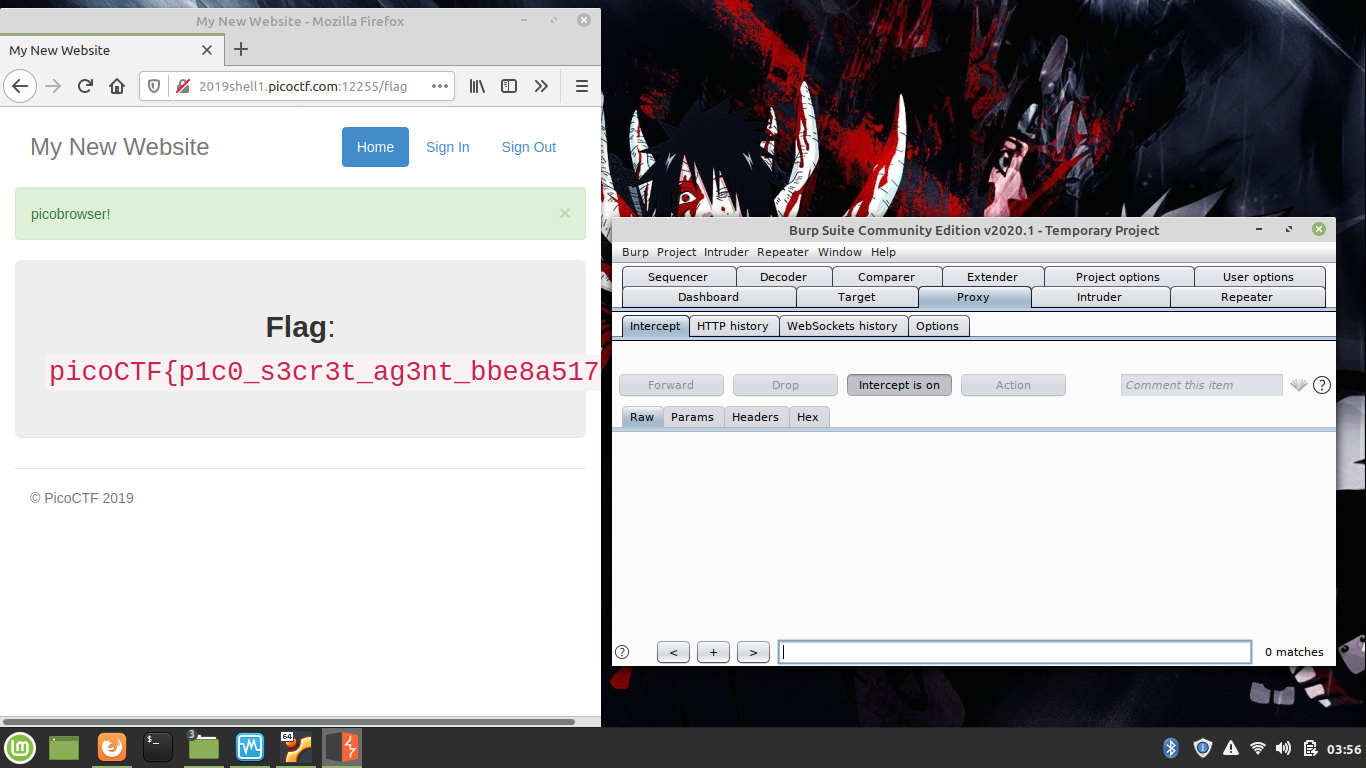 My New Website - Mozilla Firefox
My New Website
2019shell1.picoctf.com:12255/flag
My New Website
Home
Sign In
Sign Out
picobrowser!
Flag:
picoCTF{p1c0_s3cr3t_ag3nt_bbe8a517
© PicoCTF 2019
Burp Suite Community Edition v2020.1 - Temporary Project
Burp Project Intruder Repeater Window Help
Sequencer Decoder Comparer Extender Project options User options
Dashboard Target Proxy Intruder Repeater
Intercept HTTP history WebSockets history Options
Forward Drop Intercept is on Action Comment this item ?
Raw Params Headers Hex
? < + > 0 matches
3 $_ 64 03:56